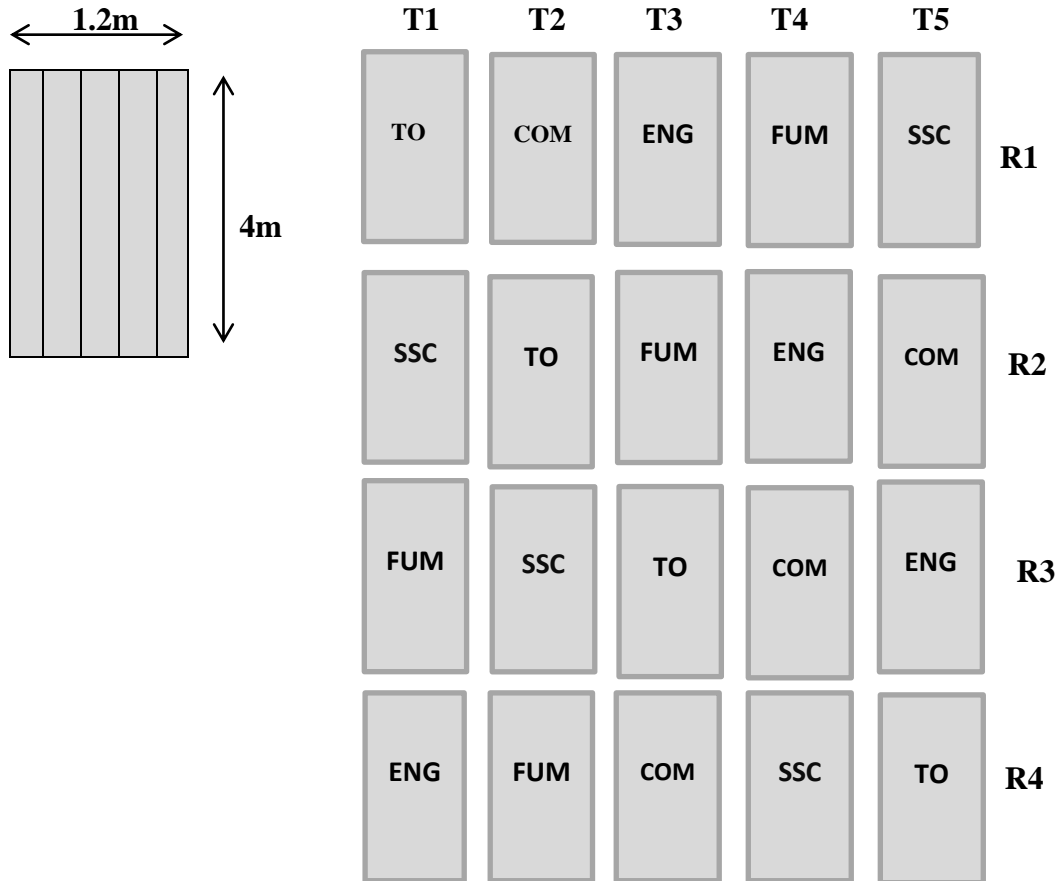 1.2m
4m
T1 T2 T3 T4 T5
TO COM ENG FUM SSC R1
SSC TO FUM ENG COM R2
FUM SSC TO COM ENG R3
ENG FUM COM SSC TO R4